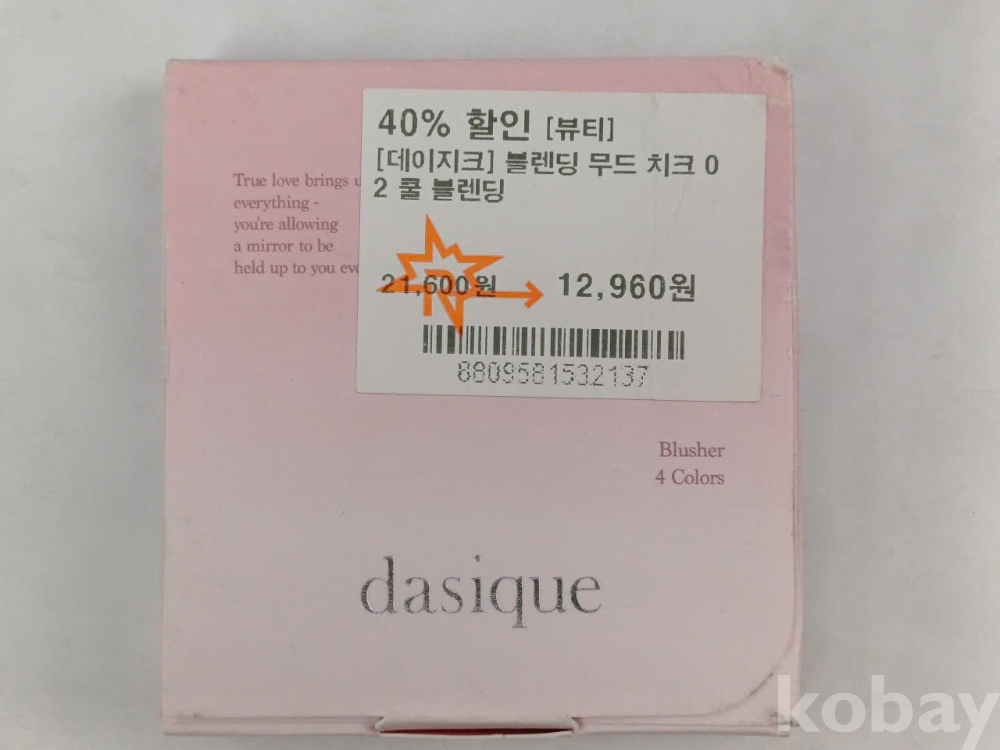 40% 할인 [뷰티]
[데이지크] 블렌딩 무드 치크 0
2 쿨 블렌딩
21,600원
12,960원
8809581532137
True love brings u
everything -
you're allowing
a mirror to be
held up to you eve
Blusher
4 Colors
dasique
kobay